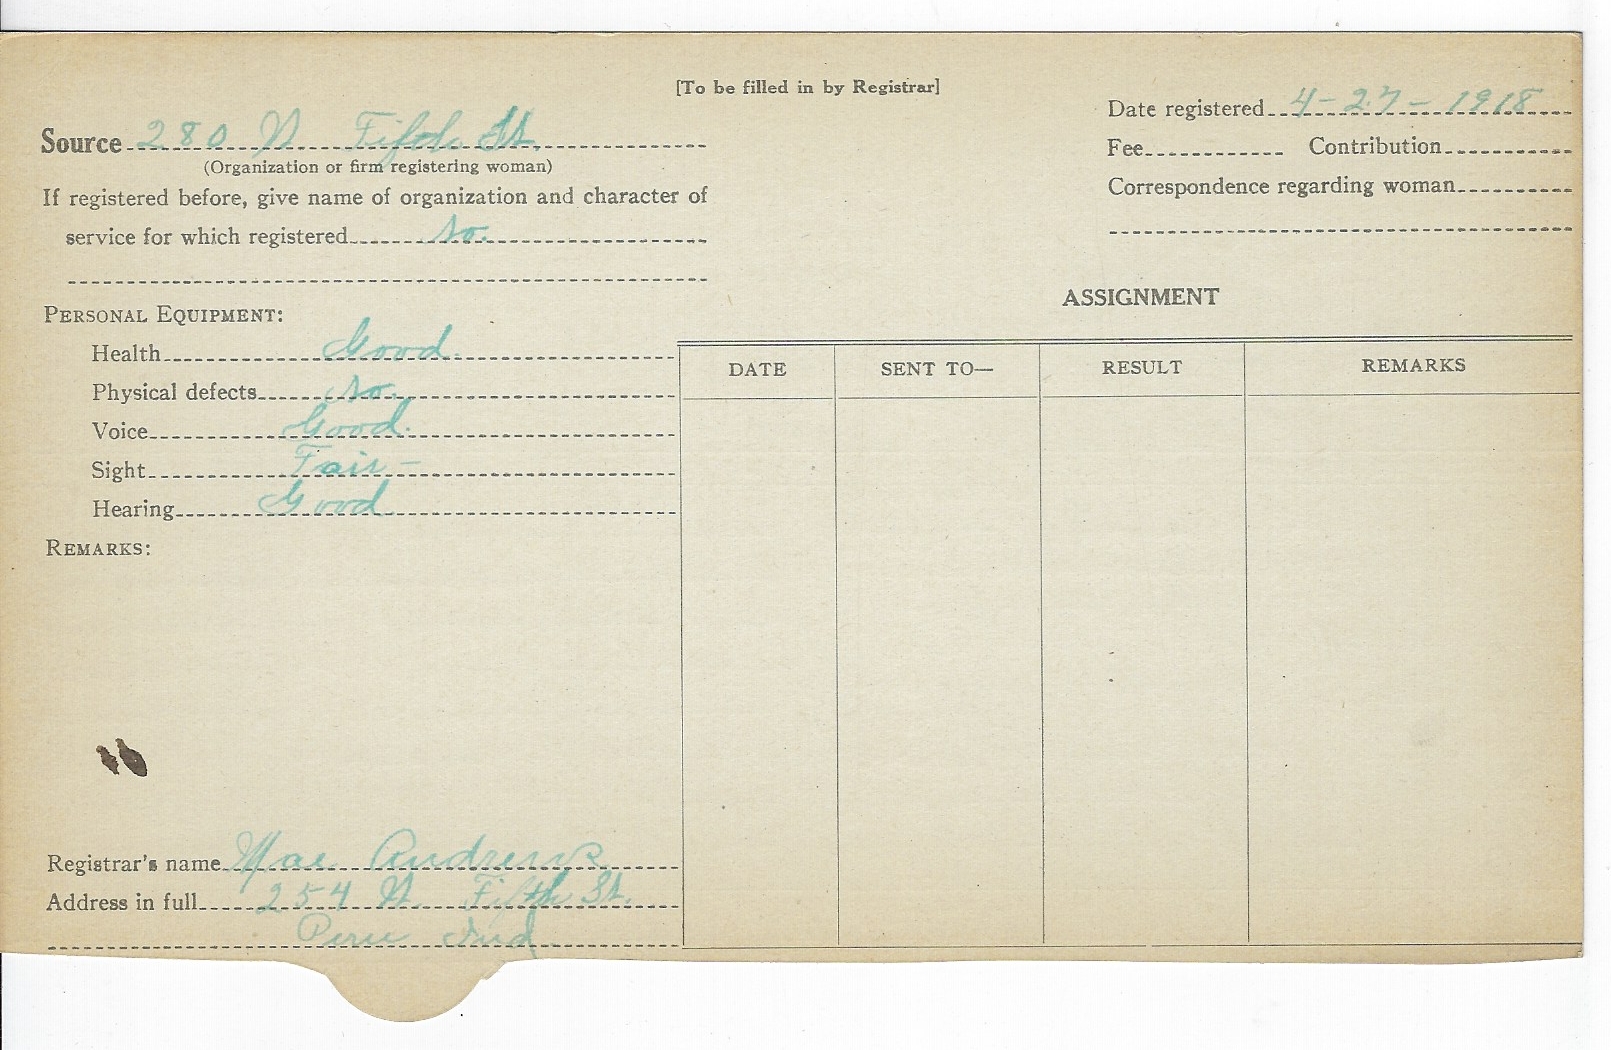 [To be filled in by Registrar]
Date registered 4-27-1918
Source 280 N. Fifth St.
(Organization or firm registering woman)
Fee Contribution
If registered before, give name of organization and character of
Correspondence regarding woman
service for which registered no.
PERSONAL EQUIPMENT:
ASSIGNMENT
Health Good.
DATE SENT TO— RESULT REMARKS
Physical defects no.
Voice Good.
Sight Fair -
Hearing Good
REMARKS:
Registrar's name Mae Andrews
Address in full 254 N. Fifth St.
Peru Ind.